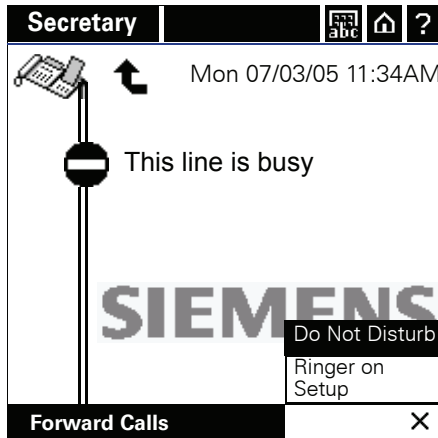 Secretary
abc
?
Mon 07/03/05 11:34AM
This line is busy
SIEMENS
Do Not Disturb
Ringer on
Setup
Forward Calls